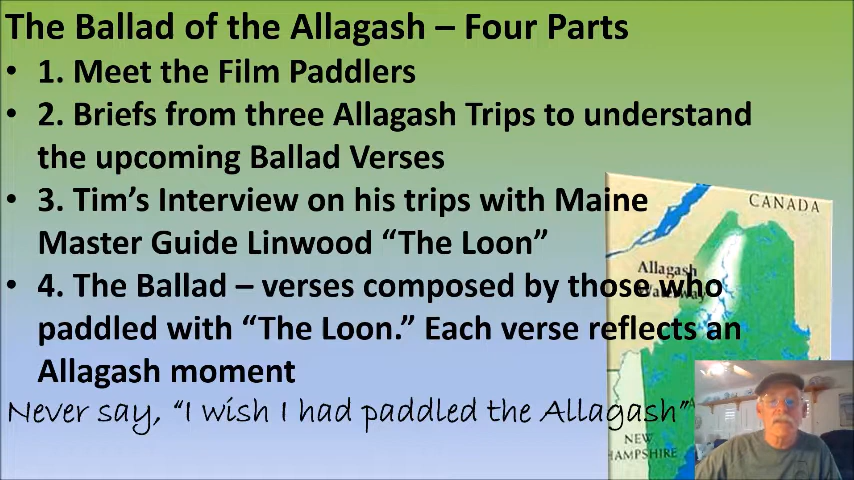 The Ballad of the Allagash – Four Parts
• 1. Meet the Film Paddlers
• 2. Briefs from three Allagash Trips to understand
the upcoming Ballad Verses
• 3. Tim’s Interview on his trips with Maine
Master Guide Linwood “The Loon”
• 4. The Ballad – verses composed by those who
paddled with “The Loon.” Each verse reflects an
Allagash moment
Never say, “I wish I had paddled the Allagash”
CANADA
Allagash
Waterway
NEW
HAMPSHIRE